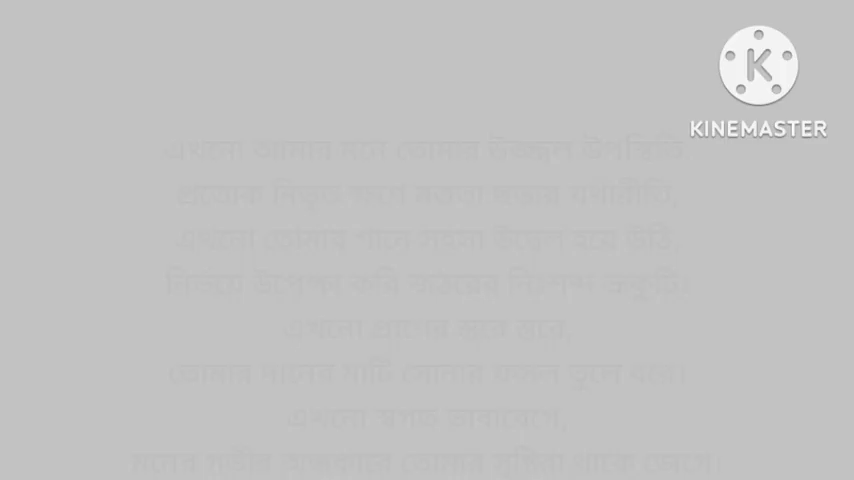 KINEMASTER
এখনো আমার মনে তোমার উজ্জ্বল উপস্থিতি,
প্রত্যেক নিভৃত ক্ষণে মত্ততা ছড়ায় যথারীতি,
এখনো তোমার গানে সহসা উদ্বেল হয়ে উঠি,
নির্ভয়ে উপেক্ষা করি জঠরের নিঃশব্দ ভ্রুকুটি।
এখনো প্রাণের স্তরে স্তরে,
তোমার দানের মাটি সোনার ফসল তুলে ধরে।
এখনো স্বগত ভাবাবেগে,
মনের গভীর অন্ধকারে তোমার সৃষ্টিরা থাকে জেগে